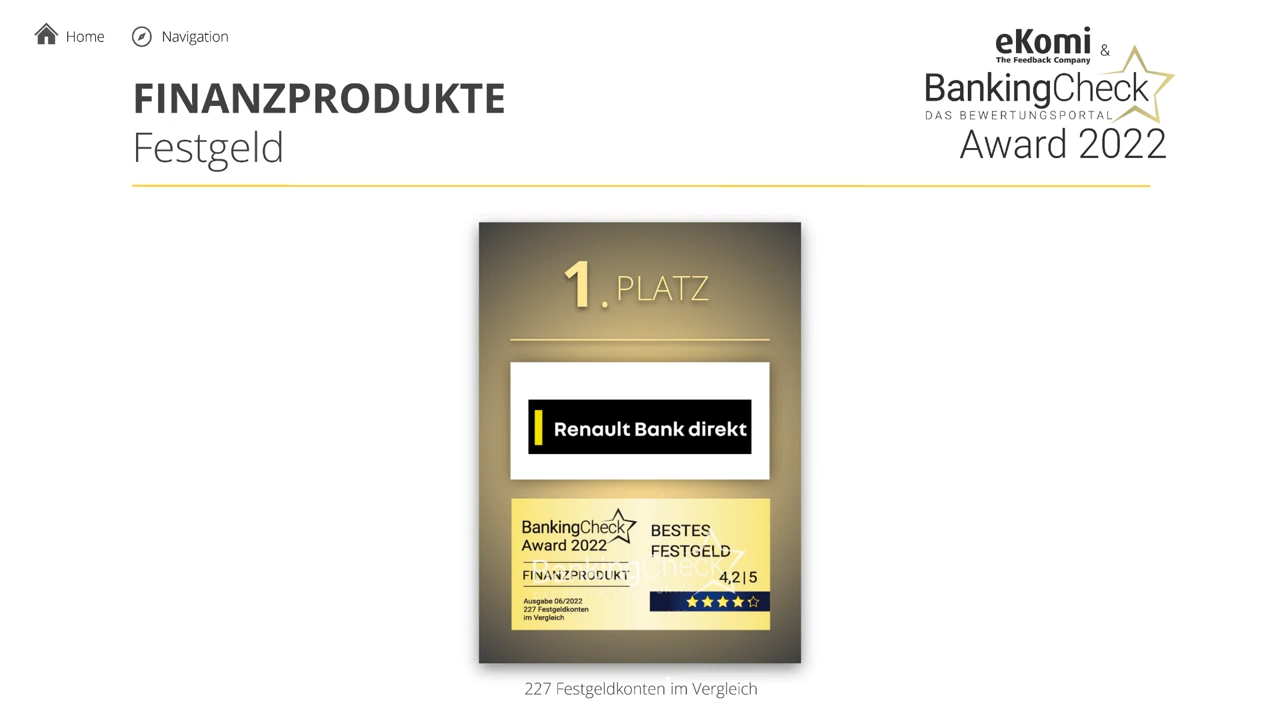 Home
Navigation
eKomi &
The Feedback Company
BankingCheck
DAS BEWERTUNGSPORTAL
Award 2022
FINANZPRODUKTE
Festgeld
1. PLATZ
Renault Bank direkt
BankingCheck
Award 2022
FINANZPRODUKT
Ausgabe 06/2022
227 Festgeldkonten
im Vergleich
BESTES
FESTGELD
4,2|5
BankingCheck
227 Festgeldkonten im Vergleich